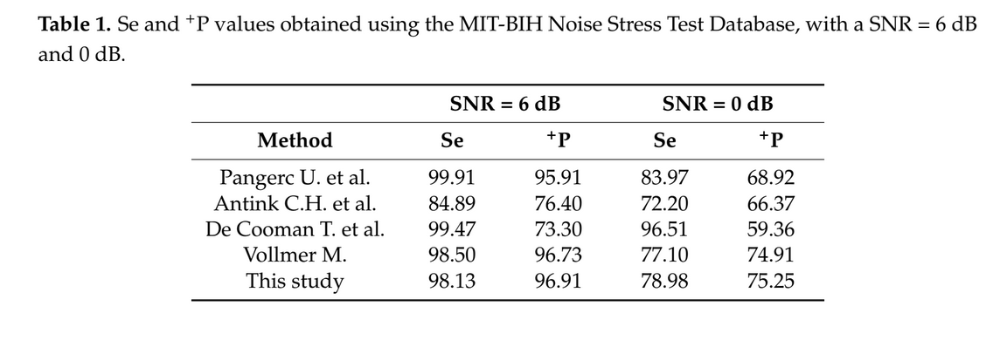 Table 1. Se and +P values obtained using the MIT-BIH Noise Stress Test Database, with a SNR = 6 dB
and 0 dB.
SNR = 6 dB SNR = 0 dB
Method Se +P Se +P
Pangerc U. et al. 99.91 95.91 83.97 68.92
Antink C.H. et al. 84.89 76.40 72.20 66.37
De Cooman T. et al. 99.47 73.30 96.51 59.36
Vollmer M. 98.50 96.73 77.10 74.91
This study 98.13 96.91 78.98 75.25